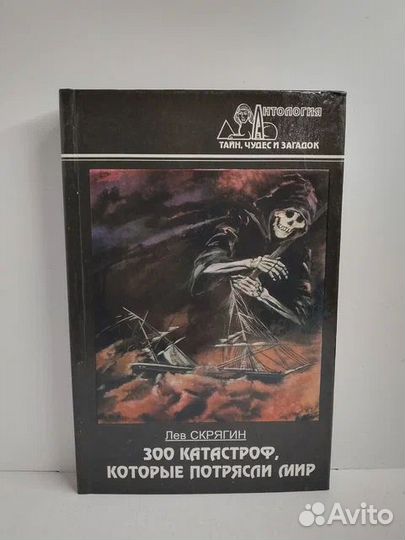 Антология
ТАЙН, ЧУДЕС И ЗАГАДОК
Лев СКРЯГИН
300 КАТАСТРОФ,
КОТОРЫЕ ПОТРЯСЛИ МИР
Avito